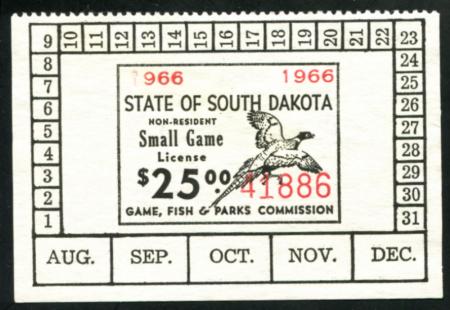 9 10 11 12 13 14 15 16 17 18 19 20 21 22 23
8 24
7 25
6 26
5 27
4 28
3 29
2 30
1 31
1966 1966
STATE OF SOUTH DAKOTA
NON-RESIDENT
Small Game
License
$25.00
41886
GAME, FISH & PARKS COMMISSION
AUG. SEP. OCT. NOV. DEC.